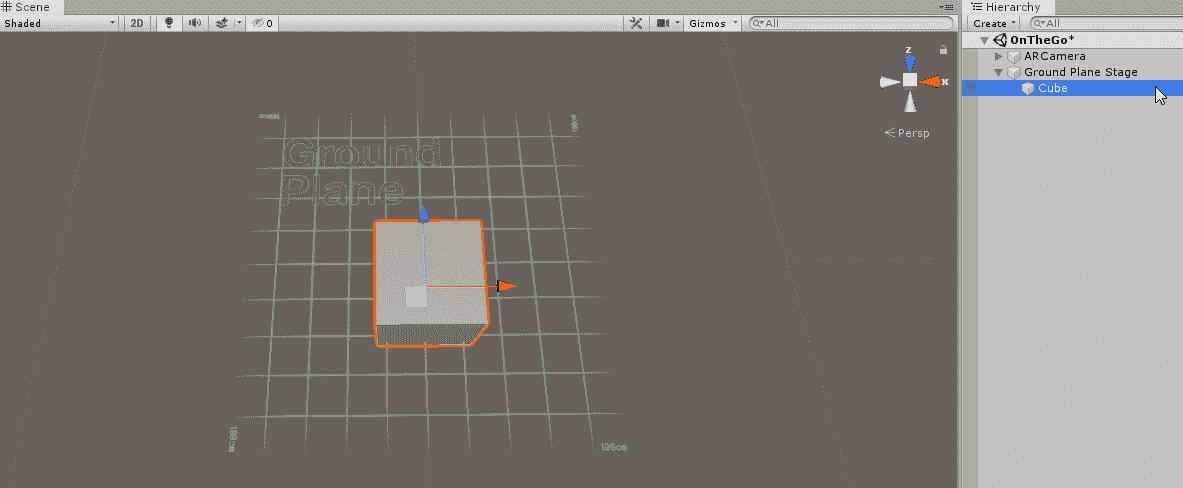 Scene
Hierarchy
Shaded
2D
0
Gizmos
All
Create
All
OnTheGo*
ARCamera
Ground Plane Stage
Cube
z
x
Persp
Ground
Plane
100cm